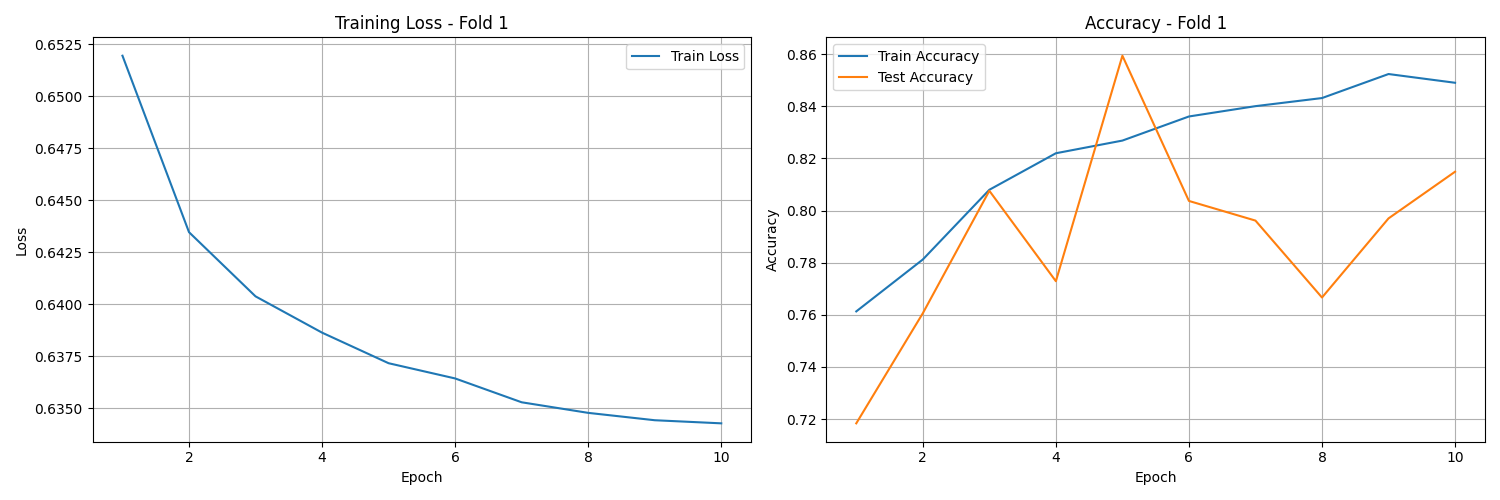 Training Loss - Fold 1
0.6525
0.6500
0.6475
0.6450
0.6425
0.6400
0.6375
0.6350
Loss
Train Loss
2 4 6 8 10
Epoch
Accuracy - Fold 1
0.86
0.84
0.82
0.80
0.78
0.76
0.74
0.72
Accuracy
Train Accuracy
Test Accuracy
2 4 6 8 10
Epoch